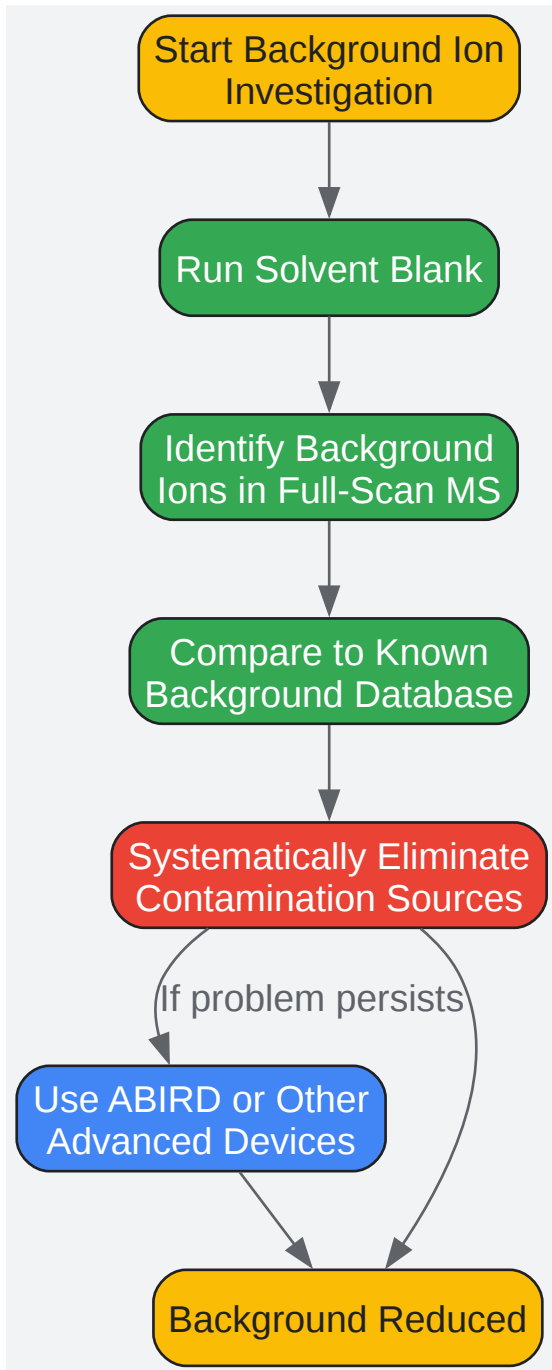 Start Background Ion
Investigation
Run Solvent Blank
Identify Background
Ions in Full-Scan MS
Compare to Known
Background Database
Systematically Eliminate
Contamination Sources
If problem persists
Use ABIRD or Other
Advanced Devices
Background Reduced